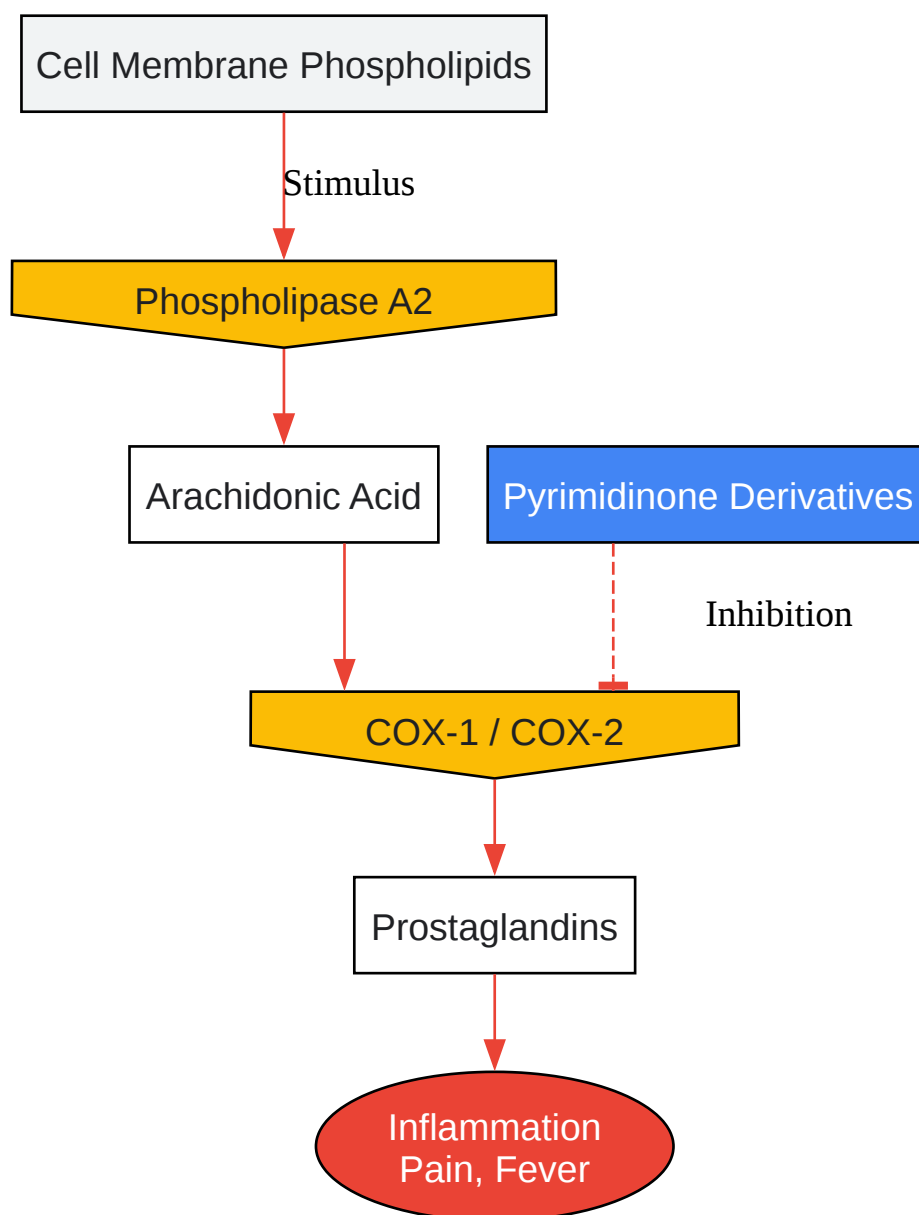 Cell Membrane Phospholipids
Stimulus
Phospholipase A2
Arachidonic Acid
Pyrimidinone Derivatives
Inhibition
COX-1 / COX-2
Prostaglandins
Inflammation
Pain, Fever